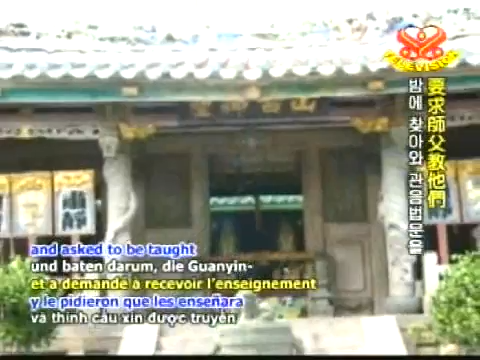 要求師父教他們
밤에 찾아와 관음법문을
and asked to be taught
und baten darum, die Guanyin-
et a demandé à recevoir l'enseignement
y le pidieron que les enseñara
và thỉnh cầu xin được truyền